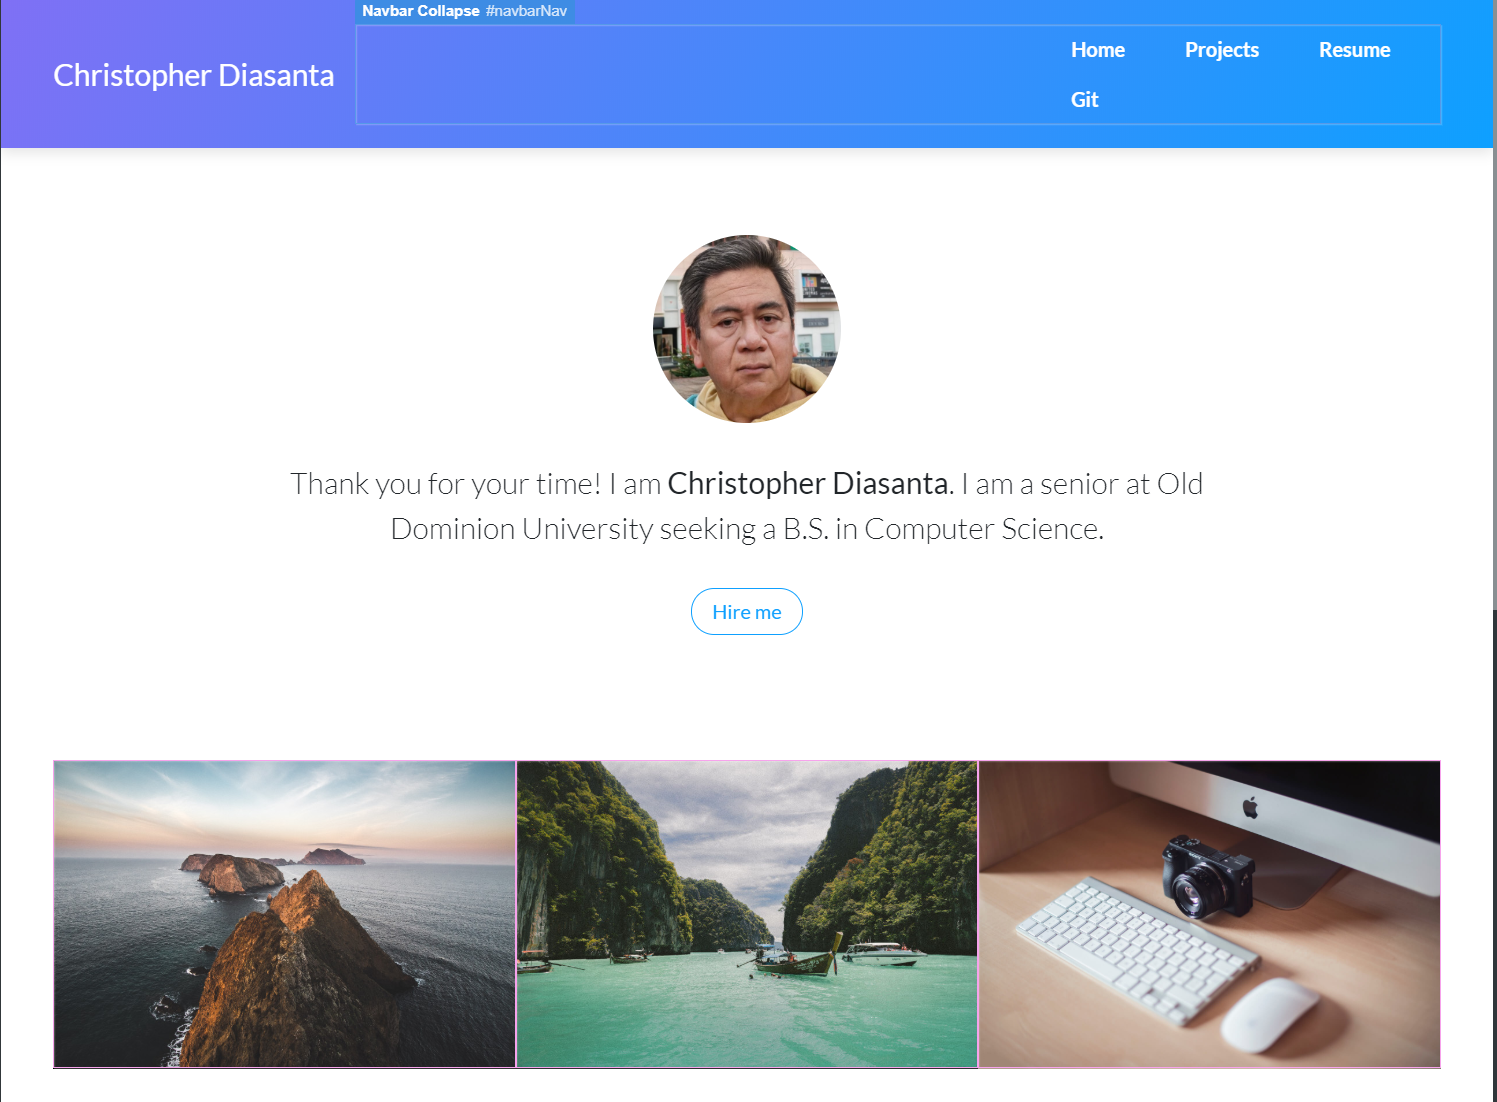 Navbar Collapse #navbarNav
Christopher Diasanta
Home Projects Resume
Git
Thank you for your time! I am Christopher Diasanta. I am a senior at Old
Dominion University seeking a B.S. in Computer Science.
Hire me